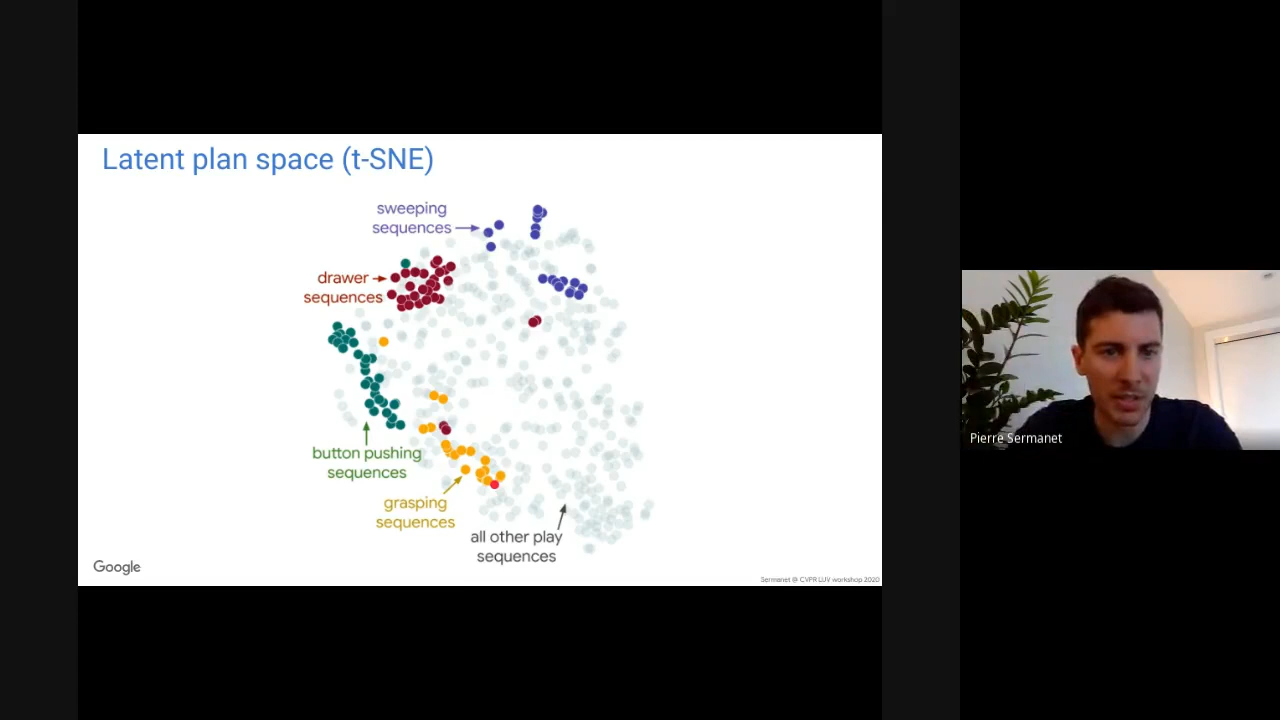 Latent plan space (t-SNE)
sweeping
sequences
drawer
sequences
button pushing
sequences
grasping
sequences
all other play
sequences
Google
Sermanet @ CVPR LUV workshop 2020
Pierre Sermanet